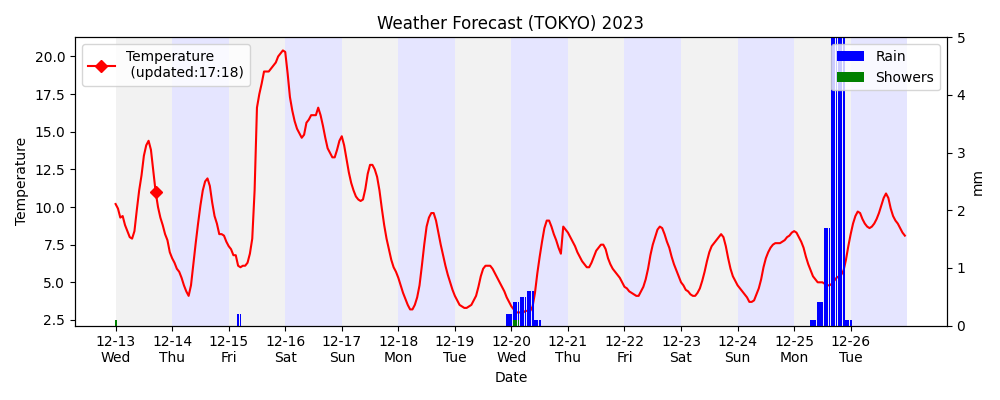 Weather Forecast (TOKYO) 2023
Temperature
(updated:17:18)
Rain
Showers
Temperature
20.0
17.5
15.0
12.5
10.0
7.5
5.0
2.5
5
4
3
2
1
0
mm
12-13 12-14 12-15 12-16 12-17 12-18 12-19 12-20 12-21 12-22 12-23 12-24 12-25 12-26
Wed Thu Fri Sat Sun Mon Tue Wed Thu Fri Sat Sun Mon Tue
Date